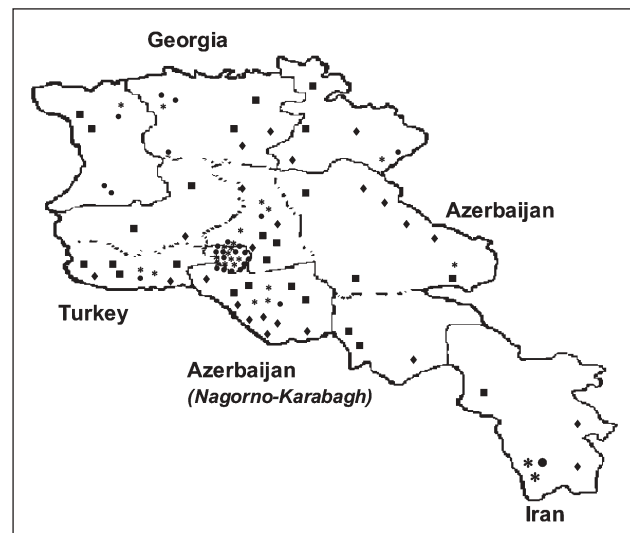 Georgia
Azerbaijan
Turkey
Azerbaijan
(Nagorno-Karabagh)
Iran